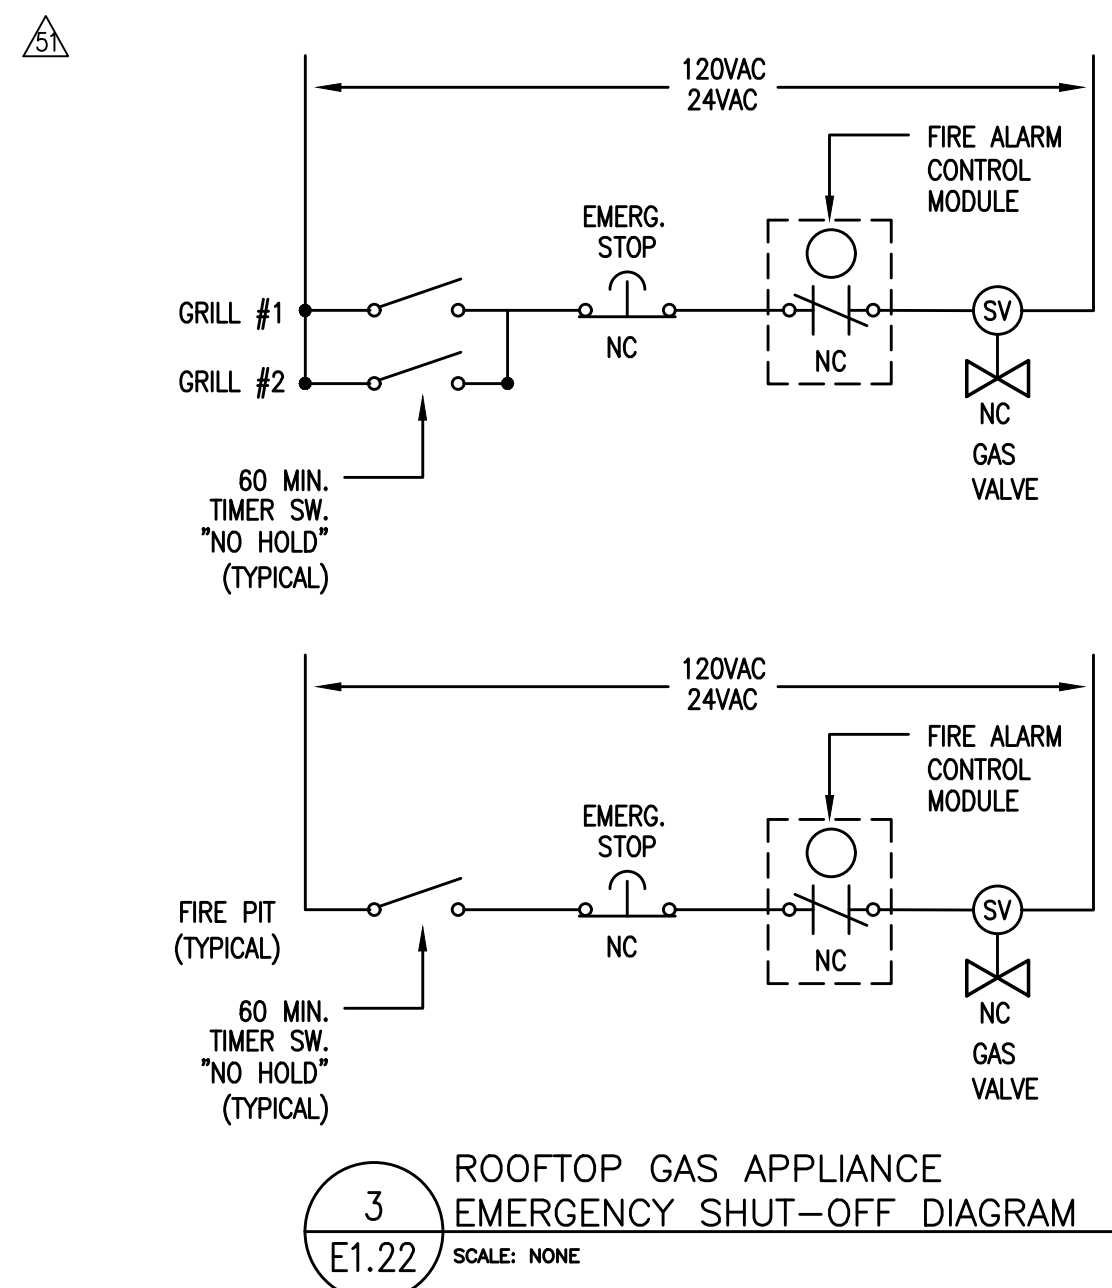 51
120VAC
24VAC
FIRE ALARM
CONTROL
MODULE
EMERG.
STOP
GRILL #1
SV
NC
NC
GRILL #2
NC
GAS
VALVE
60 MIN.
TIMER SW.
"NO HOLD"
(TYPICAL)
120VAC
24VAC
FIRE ALARM
CONTROL
MODULE
EMERG.
STOP
FIRE PIT
(TYPICAL)
SV
NC
NC
NC
GAS
VALVE
60 MIN.
TIMER SW.
"NO HOLD"
(TYPICAL)
3
E1.22
ROOFTOP GAS APPLIANCE
EMERGENCY SHUT-OFF DIAGRAM
SCALE: NONE